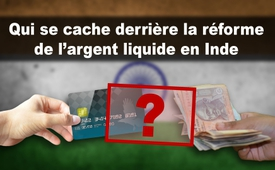 Qui se cache derrière la réforme
de l'argent liquide en Inde
?